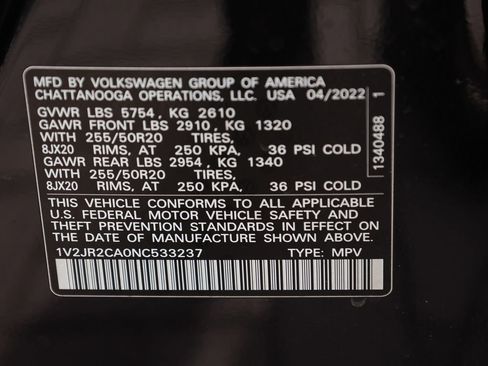 MFD. BY VOLKSWAGEN GROUP OF AMERICA
CHATTANOOGA OPERATIONS, LLC. USA 04/2022
GVWR LBS 5754 , KG 2610
GAWR FRONT LBS 2910, KG 1320
WITH 255/50R20 TIRES,
8JX20 RIMS, AT 250 KPA, 36 PSI COLD
GAWR REAR LBS 2954 , KG 1340
WITH 255/50R20 TIRES,
8JX20 RIMS, AT 250 KPA, 36 PSI COLD
THIS VEHICLE CONFORMS TO ALL APPLICABLE
U.S. FEDERAL MOTOR VEHICLE SAFETY AND
THEFT PREVENTION STANDARDS IN EFFECT ON
THE DATE OF MANUFACTURE SHOWN ABOVE.
1V2JR2CA0NC533237 TYPE: MPV
1340488 1